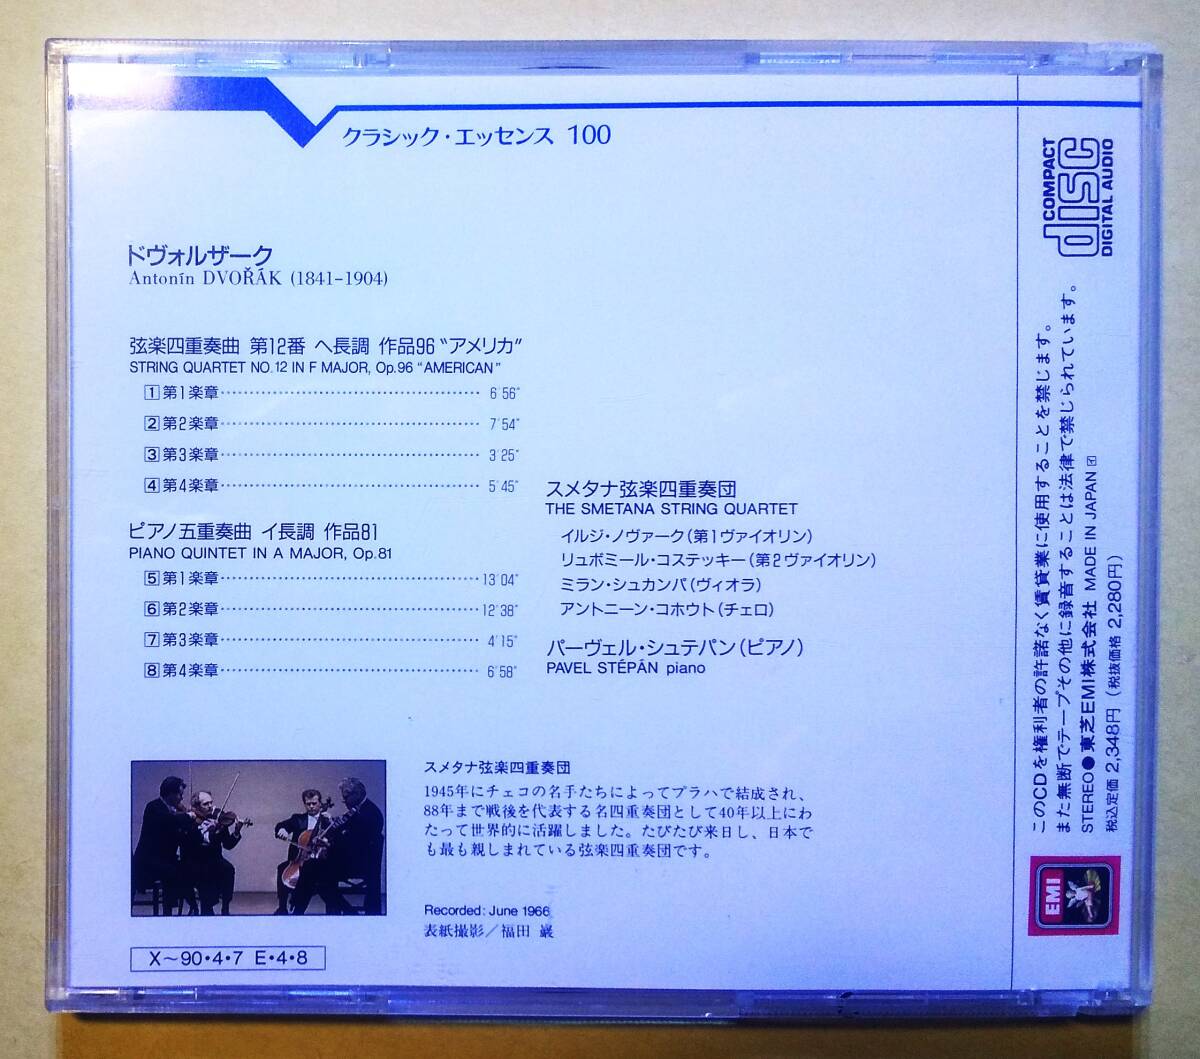 クラシック・エッセンス 100
ドヴォルザーク
Antonín DVOŘÁK (1841-1904)
弦楽四重奏曲 第12番 ヘ長調 作品96 “アメリカ”
STRING QUARTET NO.12 IN F MAJOR, Op.96 “AMERICAN”
1 第1楽章 6'56"
2 第2楽章 7'54"
3 第3楽章 3'25"
4 第4楽章 5'45"
ピアノ五重奏曲 イ長調 作品81
PIANO QUINTET IN A MAJOR, Op.81
5 第1楽章 13'04"
6 第2楽章 12'38"
7 第3楽章 4'15"
8 第4楽章 6'58"
スメタナ弦楽四重奏団
THE SMETANA STRING QUARTET
イルジ・ノヴァーク(第1ヴァイオリン)
リュボミール・コステッキー(第2ヴァイオリン)
ミラン・シュカンパ(ヴィオラ)
アントニーン・コホウト(チェロ)
パーヴェル・シュテパン(ピアノ)
PAVEL STÉPÁN piano
スメタナ弦楽四重奏団
1945年にチェコの名手たちによってプラハで結成され、
88年まで戦後を代表する名四重奏団として40年以上にわ
たって世界的に活躍しました。たびたび来日し、日本で
も最も親しまれている弦楽四重奏団です。
Recorded: June 1966
表紙撮影／福田 巌
X〜90・4・7 E・4・8
COMPACT
disc
DIGITAL AUDIO
このCDを権利者の許諾なく賃貸業に使用することを禁じます。
また無断でテープその他に録音することは法律で禁じられています。
STEREO● 東芝EMI株式会社 MADE IN JAPAN
税込定価 2,348円 (税抜価格 2,280円)
EMI